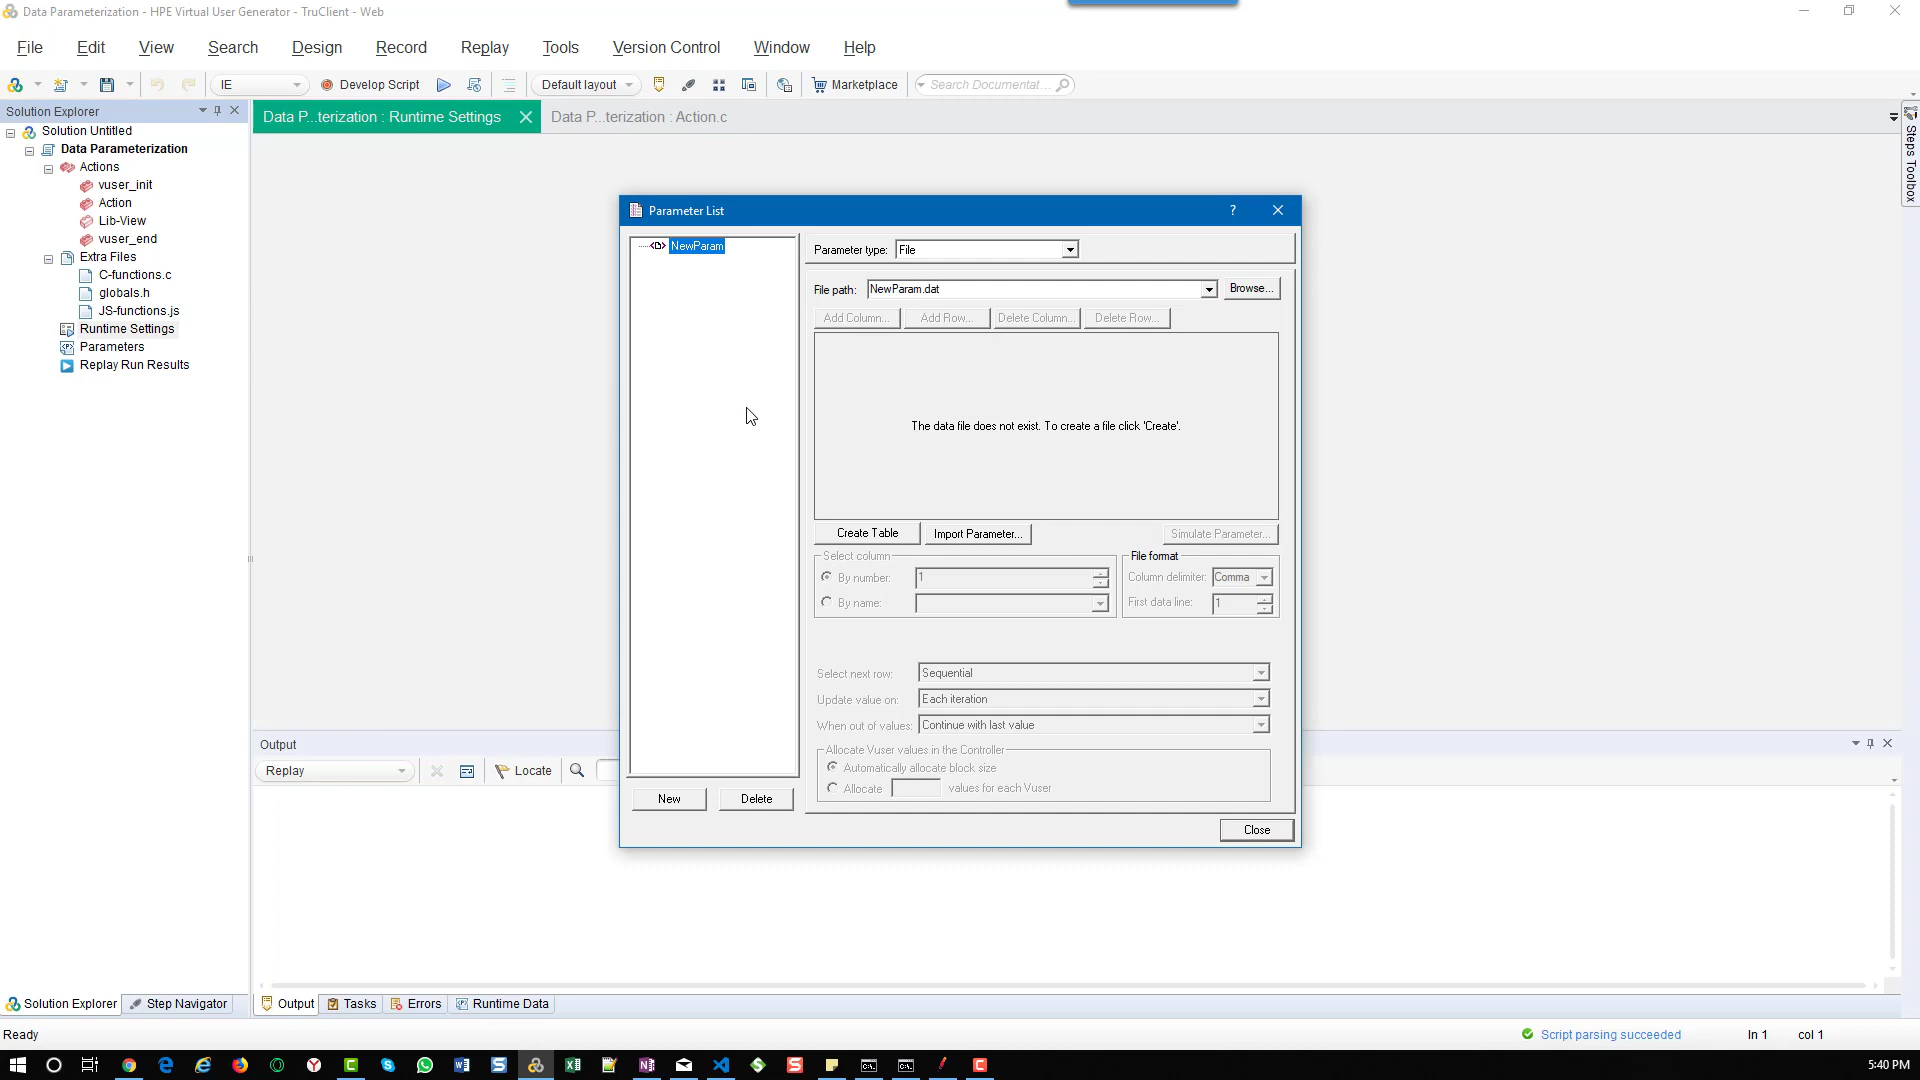 Data Parameterization - HPE Virtual User Generator - TruClient - Web
File Edit View Search Design Record Replay Tools Version Control Window Help
IE Develop Script Default layout Marketplace Search Documentat...
Solution Explorer
Data P...terization : Runtime Settings Data P...terization : Action.c
Steps Toolbox
Solution Untitled
Data Parameterization
Actions
vuser_init
Action
Lib-View
vuser_end
Extra Files
C-functions.c
globals.h
JS-functions.js
Runtime Settings
Parameters
Replay Run Results
Parameter List ?
NewParam
Parameter type: File
File path: NewParam.dat Browse...
Add Column... Add Row... Delete Column... Delete Row...
The data file does not exist. To create a file click 'Create'.
Create Table Import Parameter... Simulate Parameter...
Select column File format
By number: 1 Column delimiter: Comma
By name: First data line: 1
Select next row: Sequential
Update value on: Each iteration
When out of values: Continue with last value
Allocate Vuser values in the Controller
Automatically allocate block size
Allocate values for each Vuser
New Delete
Close
Output
Replay Locate
Solution Explorer Step Navigator Output Tasks Errors Runtime Data
Ready Script parsing succeeded ln 1 col 1
5:40 PM